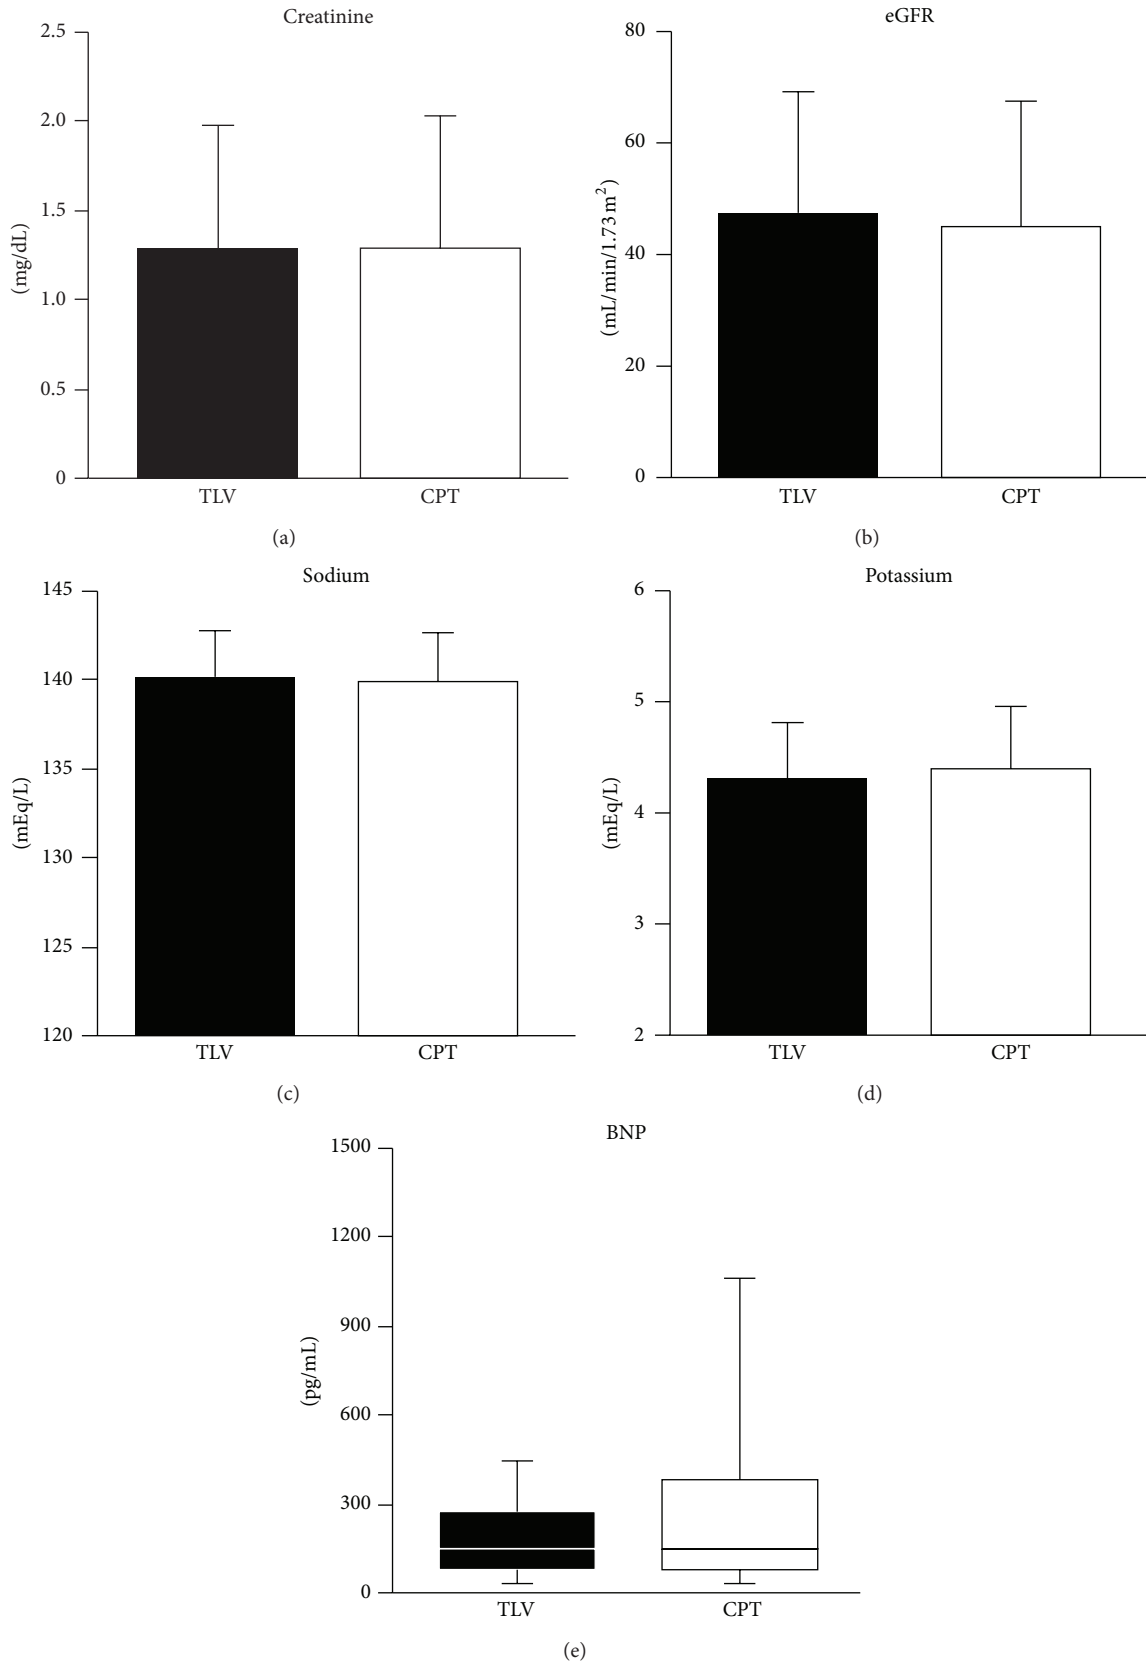 Creatinine
2.5
2.0
1.5
1.0
0.5
0
(mg/dL)
TLV CPT
(a)
eGFR
80
60
40
20
0
(mL/min/1.73 m²)
TLV CPT
(b)
Sodium
145
140
135
130
125
120
(mEq/L)
TLV CPT
(c)
Potassium
6
5
4
3
2
(mEq/L)
TLV CPT
(d)
BNP
1500
1200
900
600
300
0
(pg/mL)
TLV CPT
(e)